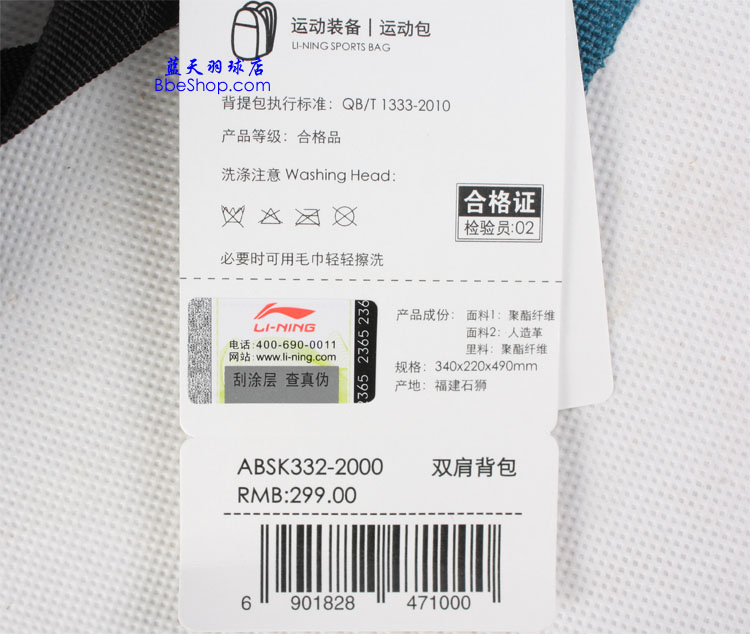 运动装备 | 运动包
LI-NING SPORTS BAG
蓝天羽球店
BbeShop.com
背提包执行标准: QB/T 1333-2010
产品等级: 合格品
洗涤注意 Washing Head:
合格证
检验员:02
必要时可用毛巾轻轻擦洗
LI-NING
电话:400-690-0011
网站:www.li-ning.com
刮涂层 查真伪
2365 2365 236
产品成份: 面料1: 聚酯纤维
面料2: 人造革
里料: 聚酯纤维
规格: 340x220x490mm
产地: 福建石狮
ABSK332-2000 双肩背包
RMB:299.00
6 901828 471000